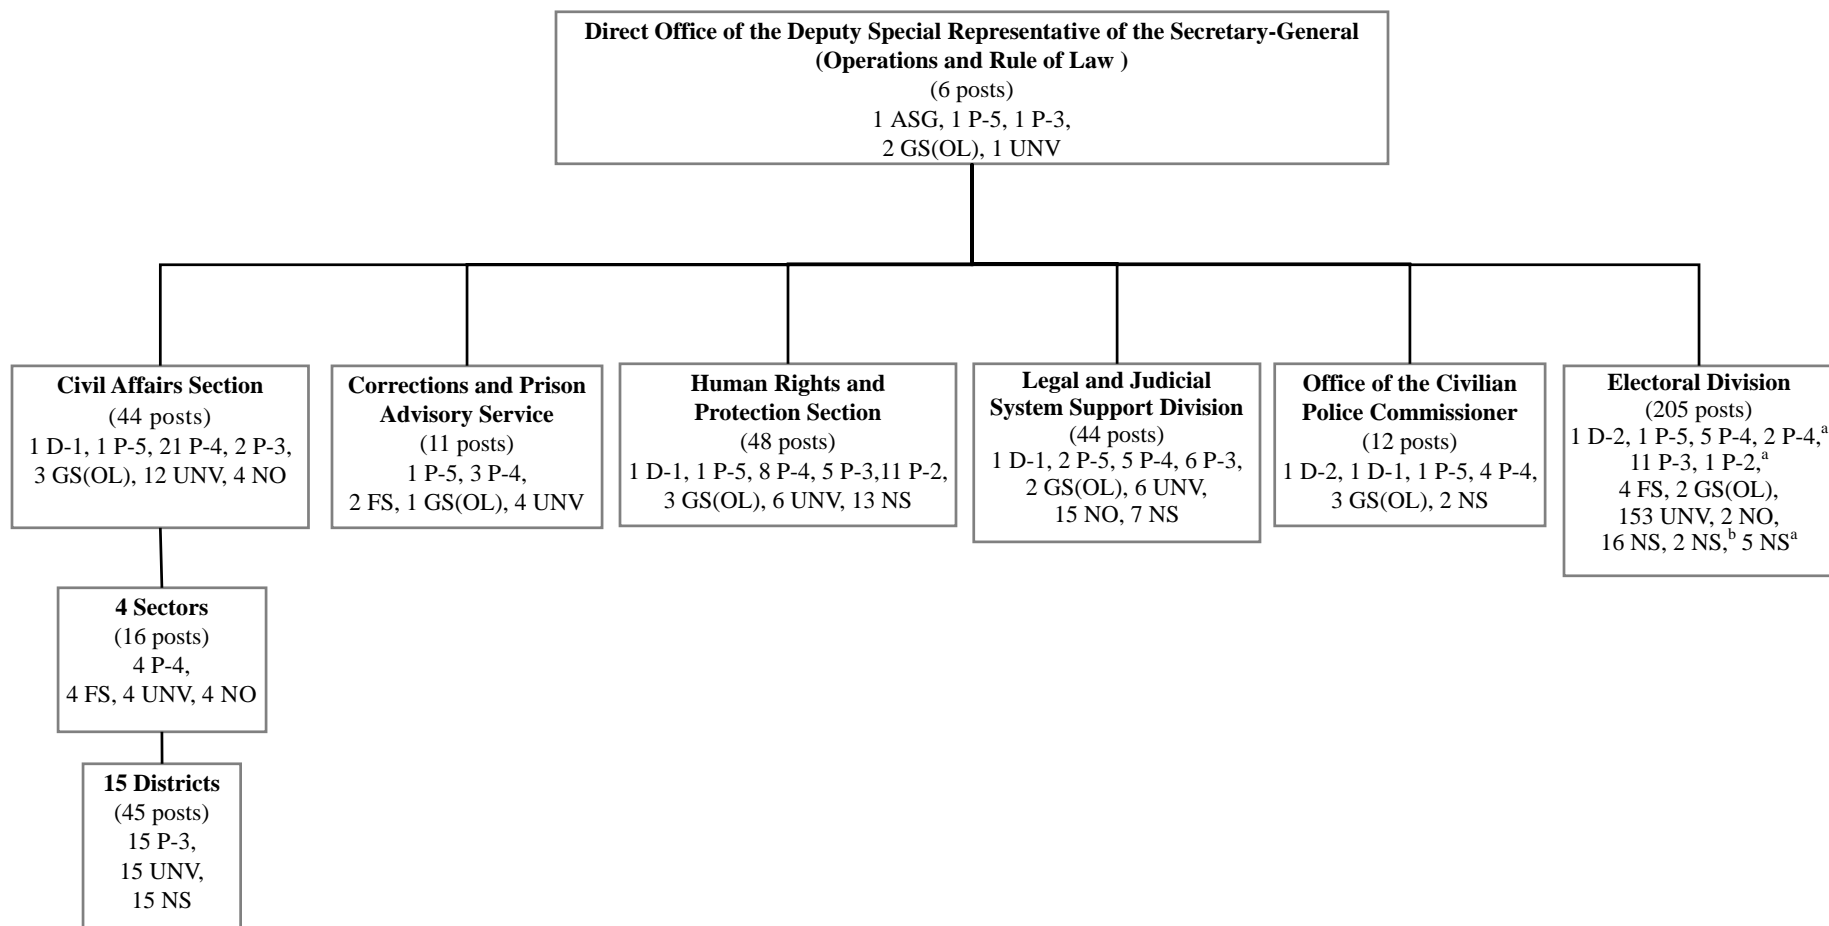 Direct Office of the Deputy Special Representative of the Secretary-General
(Operations and Rule of Law )
(6 posts)
1 ASG, 1 P-5, 1 P-3,
2 GS(OL), 1 UNV
Civil Affairs Section
(44 posts)
1 D-1, 1 P-5, 21 P-4, 2 P-3,
3 GS(OL), 12 UNV, 4 NO
Corrections and Prison
Advisory Service
(11 posts)
1 P-5, 3 P-4,
2 FS, 1 GS(OL), 4 UNV
Human Rights and
Protection Section
(48 posts)
1 D-1, 1 P-5, 8 P-4, 5 P-3,11 P-2,
3 GS(OL), 6 UNV, 13 NS
Legal and Judicial
System Support Division
(44 posts)
1 D-1, 2 P-5, 5 P-4, 6 P-3,
2 GS(OL), 6 UNV,
15 NO, 7 NS
Office of the Civilian
Police Commissioner
(12 posts)
1 D-2, 1 D-1, 1 P-5, 4 P-4,
3 GS(OL), 2 NS
Electoral Division
(205 posts)
1 D-2, 1 P-5, 5 P-4, 2 P-4,a
11 P-3, 1 P-2,a
4 FS, 2 GS(OL),
153 UNV, 2 NO,
16 NS, 2 NS,b 5 NSa
4 Sectors
(16 posts)
4 P-4,
4 FS, 4 UNV, 4 NO
15 Districts
(45 posts)
15 P-3,
15 UNV,
15 NS